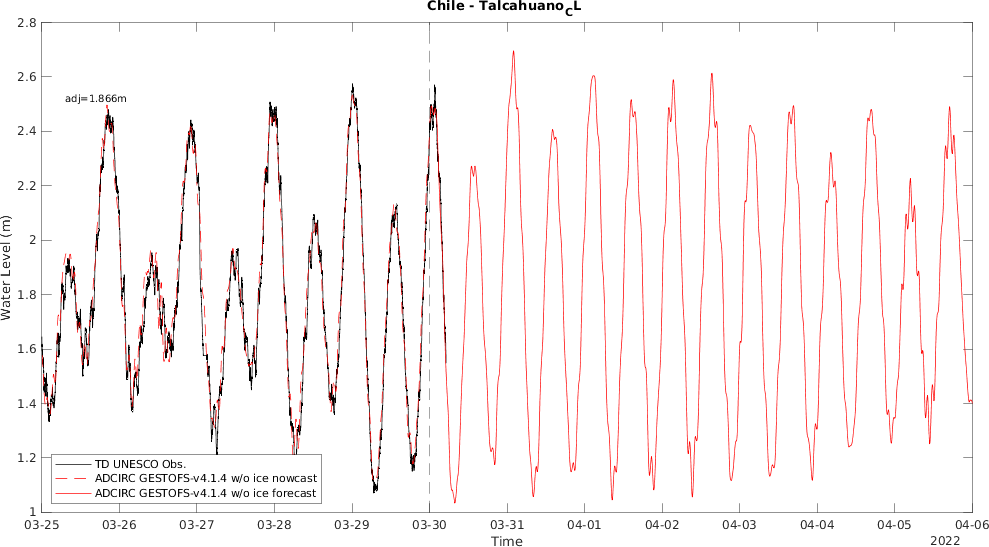 Chile - Talcahuano_CL
2.8
2.6
2.4
2.2
2
1.8
1.6
1.4
1.2
1
Water Level (m)
adj=1.866m
TD UNESCO Obs.
ADCIRC GESTOFS-v4.1.4 w/o ice nowcast
ADCIRC GESTOFS-v4.1.4 w/o ice forecast
03-25 03-26 03-27 03-28 03-29 03-30 03-31 04-01 04-02 04-03 04-04 04-05 04-06
Time
2022